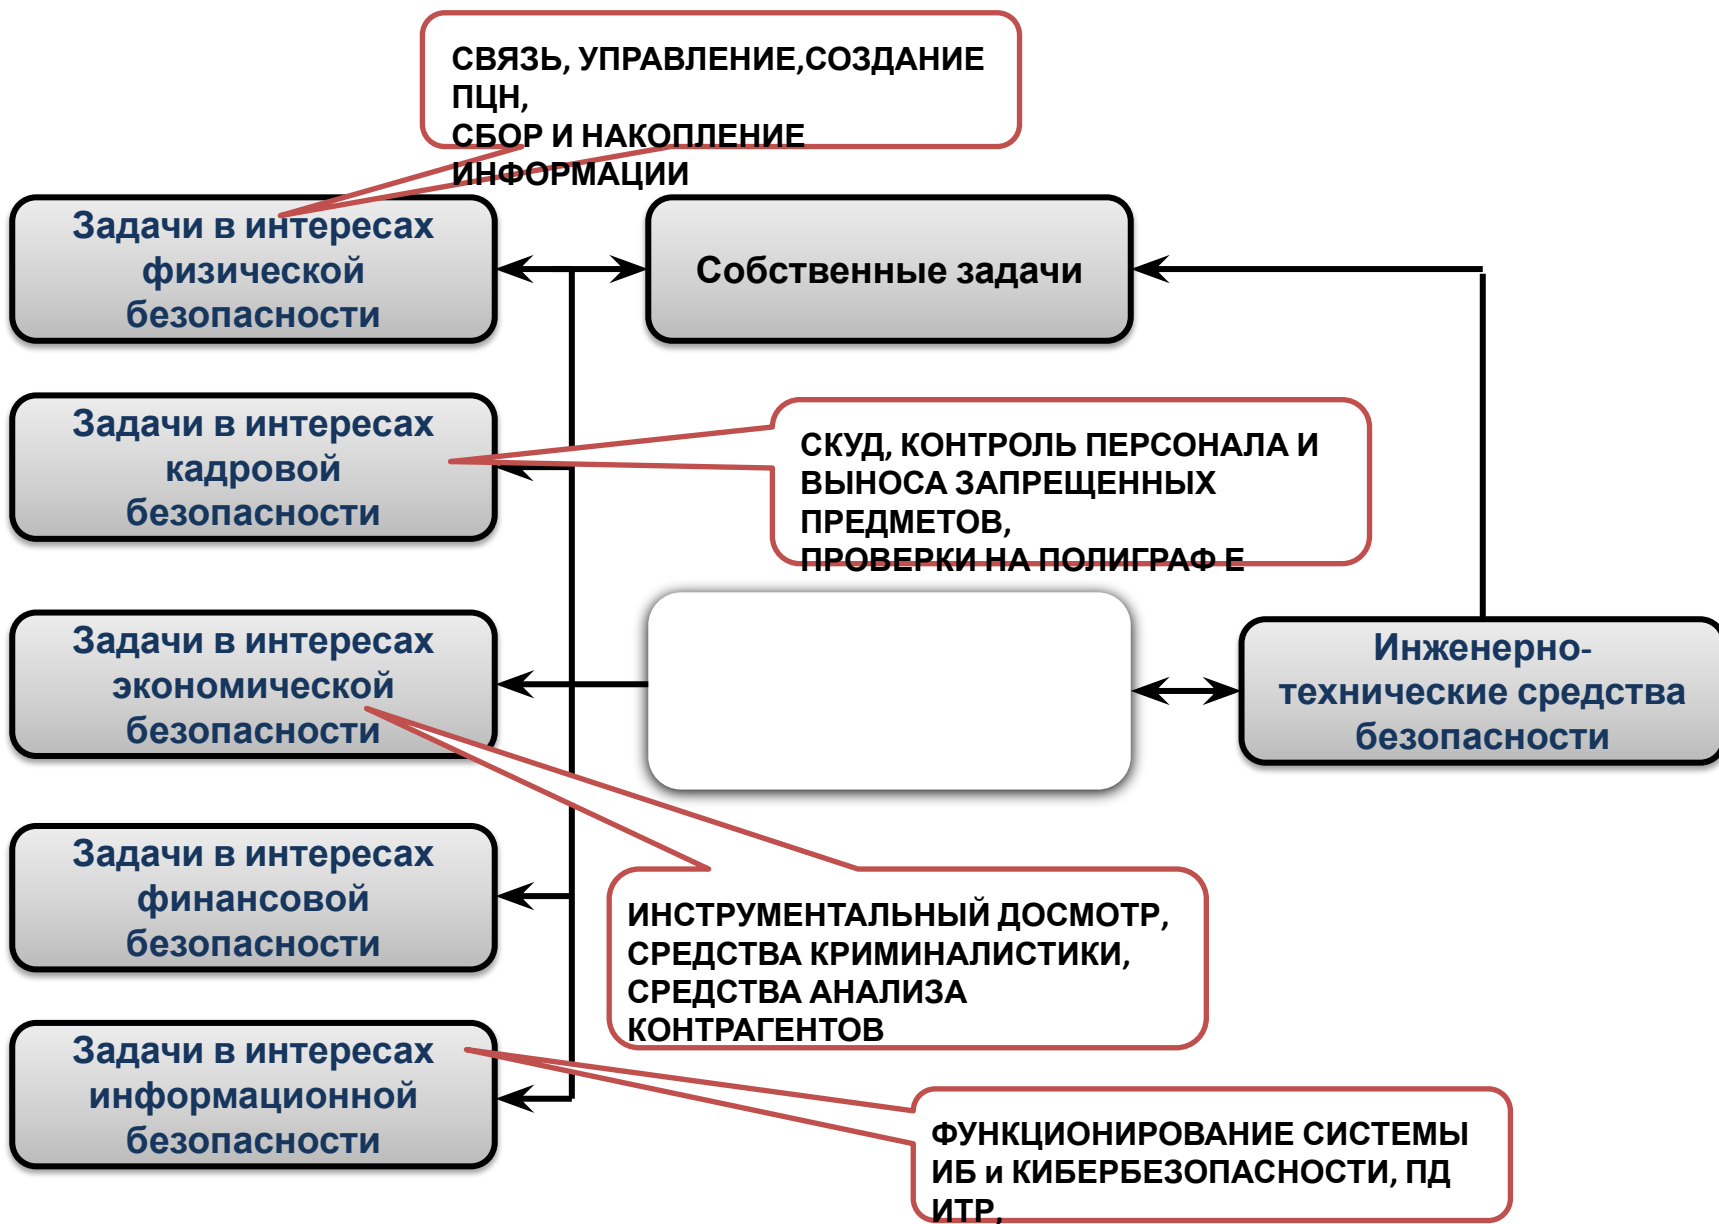 СВЯЗЬ, УПРАВЛЕНИЕ,СОЗДАНИЕ
ПЦН,
СБОР И НАКОПЛЕНИЕ
ИНФОРМАЦИИ
Задачи в интересах
физической
безопасности
Собственные задачи
Задачи в интересах
кадровой
безопасности
СКУД, КОНТРОЛЬ ПЕРСОНАЛА И
ВЫНОСА ЗАПРЕЩЕННЫХ
ПРЕДМЕТОВ,
ПРОВЕРКИ НА ПОЛИГРАФ Е
Задачи в интересах
экономической
безопасности
Инженерно-
технические средства
безопасности
Задачи в интересах
финансовой
безопасности
ИНСТРУМЕНТАЛЬНЫЙ ДОСМОТР,
СРЕДСТВА КРИМИНАЛИСТИКИ,
СРЕДСТВА АНАЛИЗА
КОНТРАГЕНТОВ
Задачи в интересах
информационной
безопасности
ФУНКЦИОНИРОВАНИЕ СИСТЕМЫ
ИБ и КИБЕРБЕЗОПАСНОСТИ, ПД
ИТР,